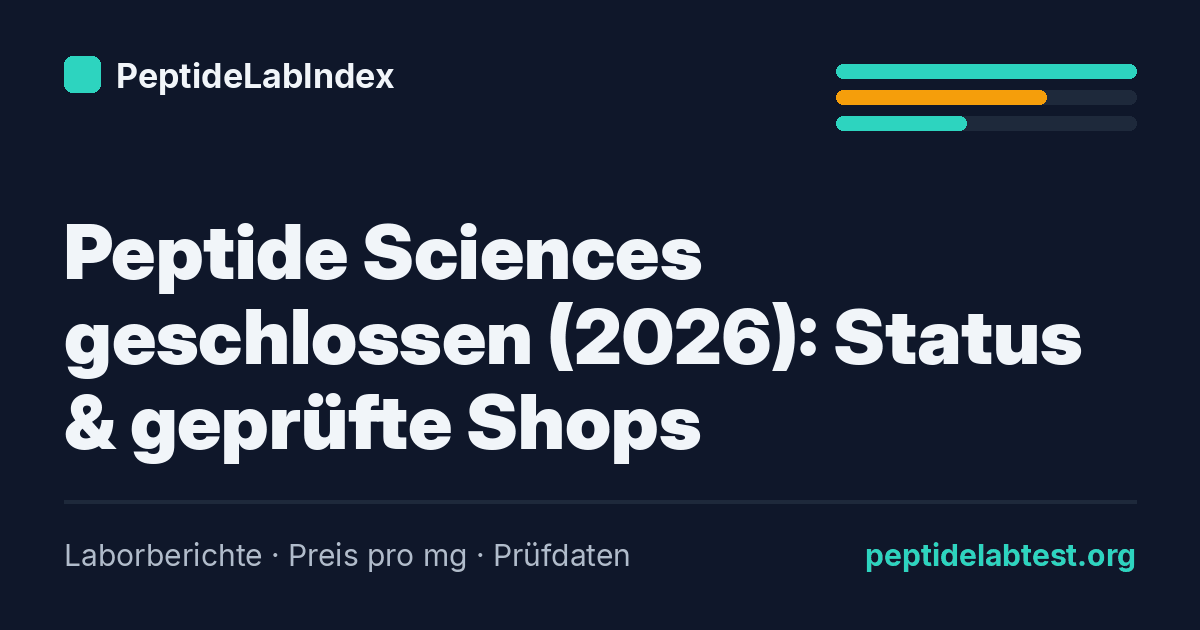 PeptideLabIndex
Peptide Sciences
geschlossen (2026): Status
& geprüfte Shops
Laborberichte · Preis pro mg · Prüfdaten
peptidelabtest.org